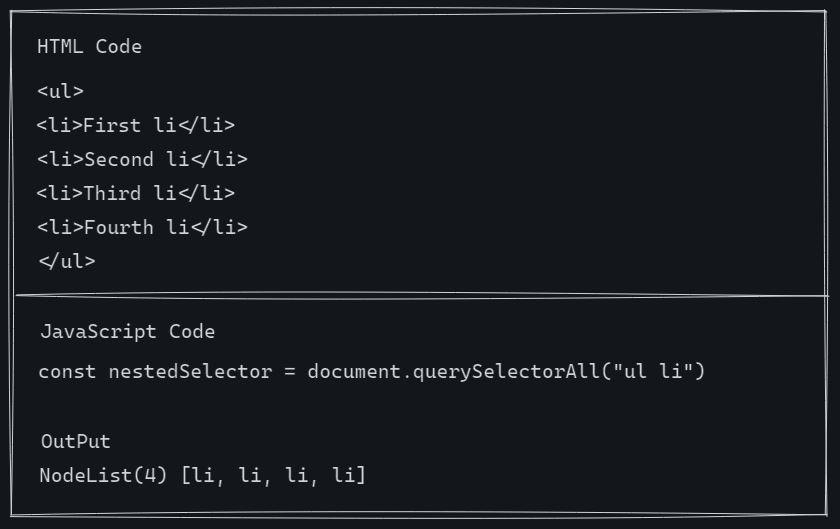 HTML Code
<ul>
<li>First li</li>
<li>Second li</li>
<li>Third li</li>
<li>Fourth li</li>
</ul>
JavaScript Code
const nestedSelector = document.querySelectorAll("ul li")
OutPut
NodeList(4) [li, li, li, li]